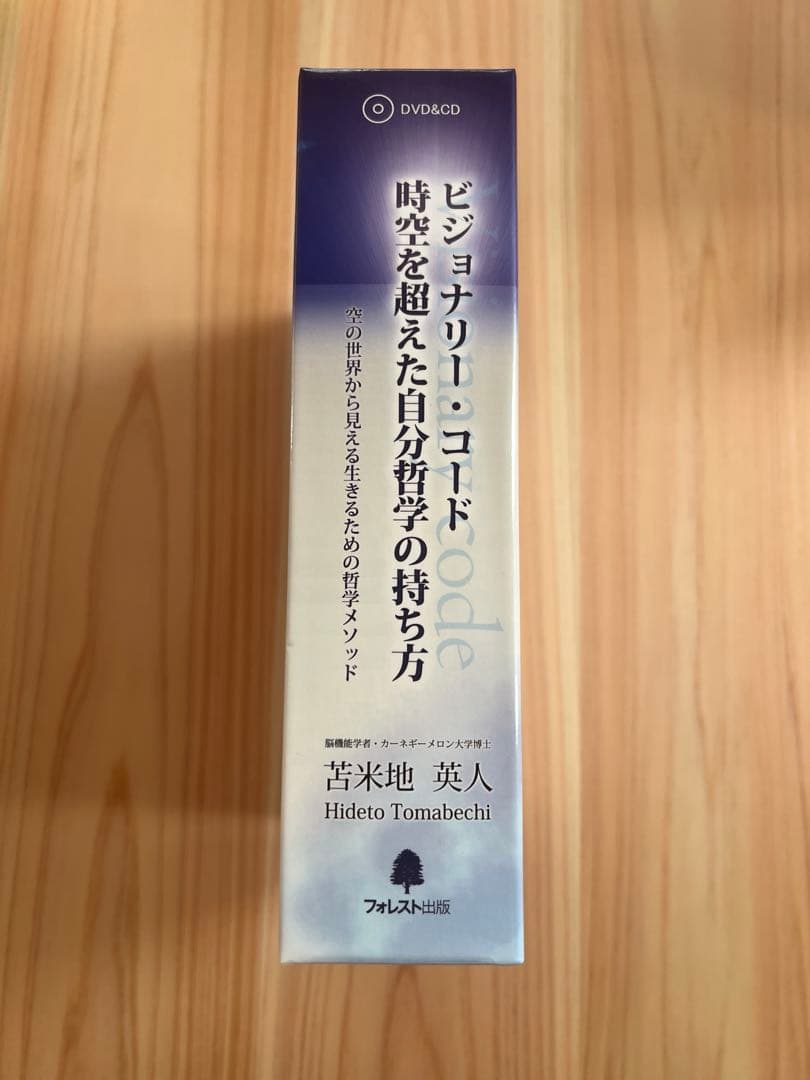 DVD&CD
ビジョナリー・コード
時空を超えた自分哲学の持ち方
空の世界から見える生きるための哲学メソッド
Visionary code
脳機能学者・カーネギーメロン大学博士
苫米地 英人
Hideto Tomabechi
フォレスト出版